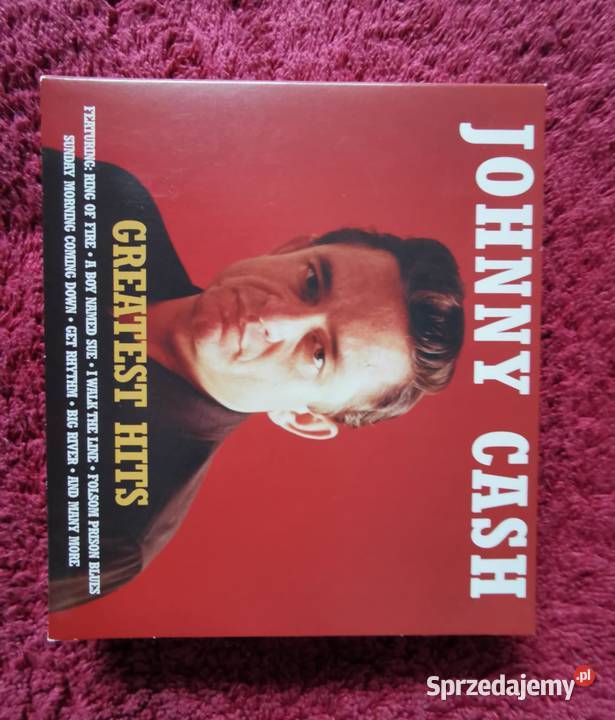 JOHNNY CASH
GREATEST HITS
FEATURING: RING OF FIRE • A BOY NAMED SUE • I WALK THE LINE • FOLSOM PRISON BLUES
SUNDAY MORNING COMING DOWN • GET RHYTHM • BIG RIVER • AND MANY MORE
Sprzedajemy.pl